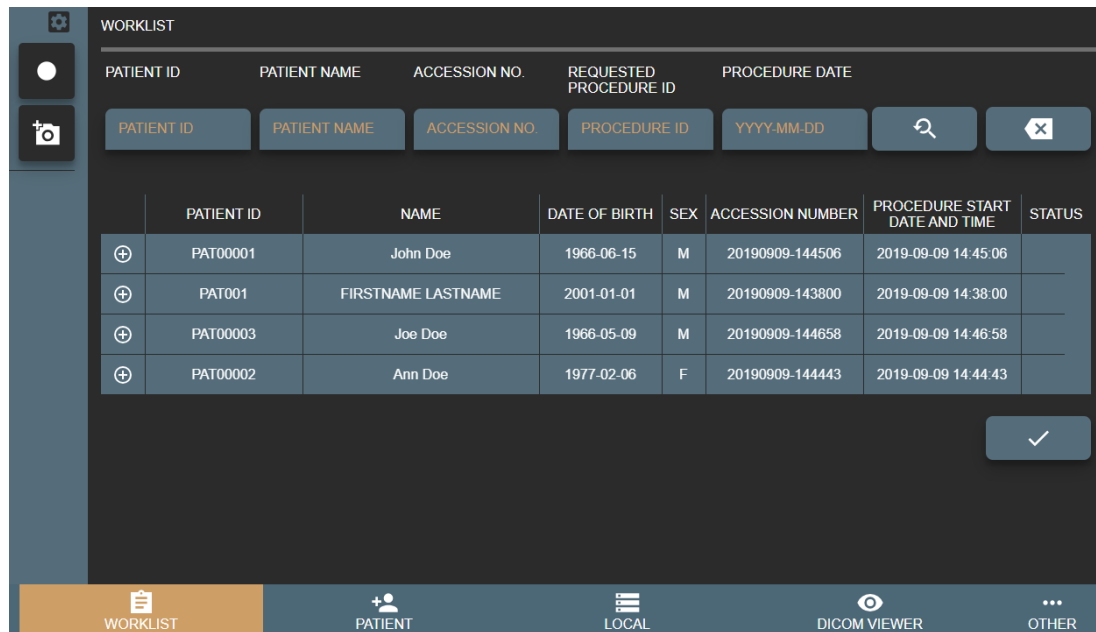 WORKLIST
PATIENT ID PATIENT NAME ACCESSION NO. REQUESTED PROCEDURE ID PROCEDURE DATE
PATIENT ID PATIENT NAME ACCESSION NO. PROCEDURE ID YYYY-MM-DD
PATIENT ID NAME DATE OF BIRTH SEX ACCESSION NUMBER PROCEDURE START DATE AND TIME STATUS
PAT00001 John Doe 1966-06-15 M 20190909-144506 2019-09-09 14:45:06
PAT001 FIRSTNAME LASTNAME 2001-01-01 M 20190909-143800 2019-09-09 14:38:00
PAT00003 Joe Doe 1966-05-09 M 20190909-144658 2019-09-09 14:46:58
PAT00002 Ann Doe 1977-02-06 F 20190909-144443 2019-09-09 14:44:43
WORKLIST PATIENT LOCAL DICOM VIEWER OTHER